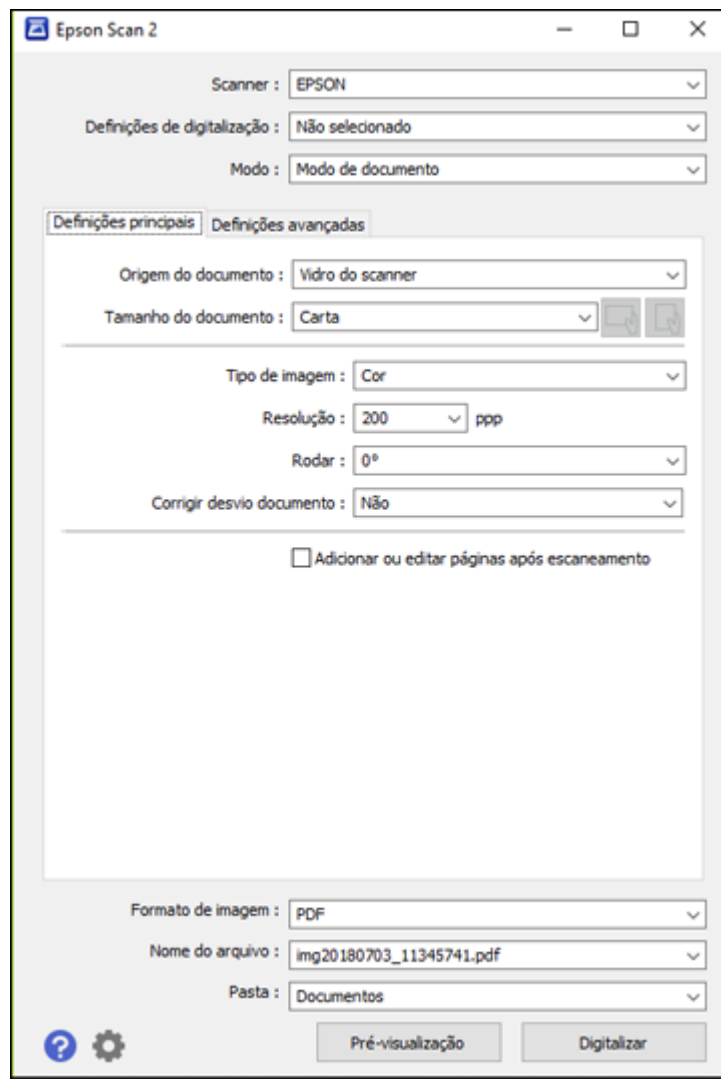 Epson Scan 2
Scanner : EPSON
Definições de digitalização : Não selecionado
Modo : Modo de documento
Definições principais Definições avançadas
Origem do documento : Vidro do scanner
Tamanho do documento : Carta
Tipo de imagem : Cor
Resolução : 200 ppp
Rodar : 0°
Corrigir desvio documento : Não
Adicionar ou editar páginas após escaneamento
Formato de imagem : PDF
Nome do arquivo : img20180703_11345741.pdf
Pasta : Documentos
? Pré-visualização Digitalizar